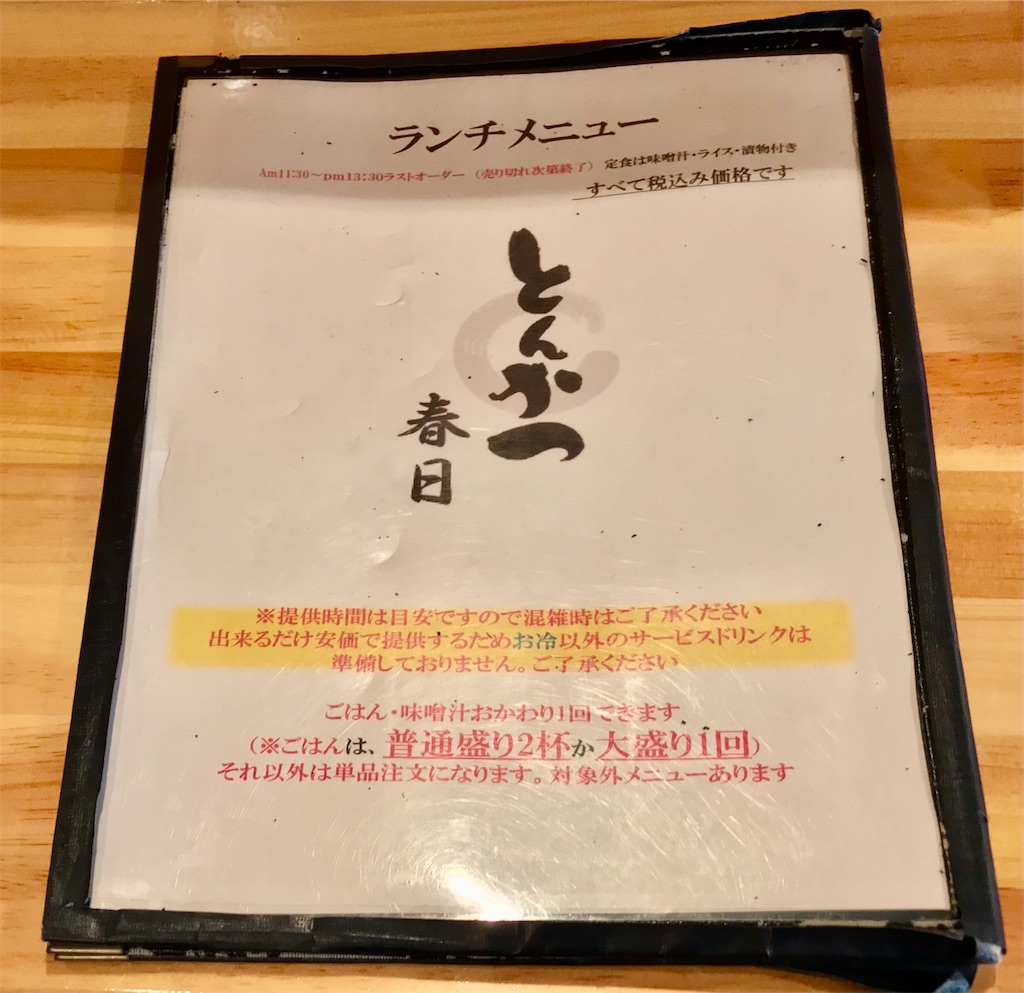 ランチメニュー
Am11:30～pm13:30ラストオーダー（売り切れ次第終了） 定食は味噌汁・ライス・漬物付き
すべて税込み価格です
とんかつ
春日
※提供時間は目安ですので混雑時はご了承ください
出来るだけ安価で提供するためお冷以外のサービスドリンクは
準備しておりません。ご了承ください
ごはん・味噌汁おかわり1回できます
（※ごはんは、普通盛り2杯か大盛り1回）
それ以外は単品注文になります。対象外メニューあります